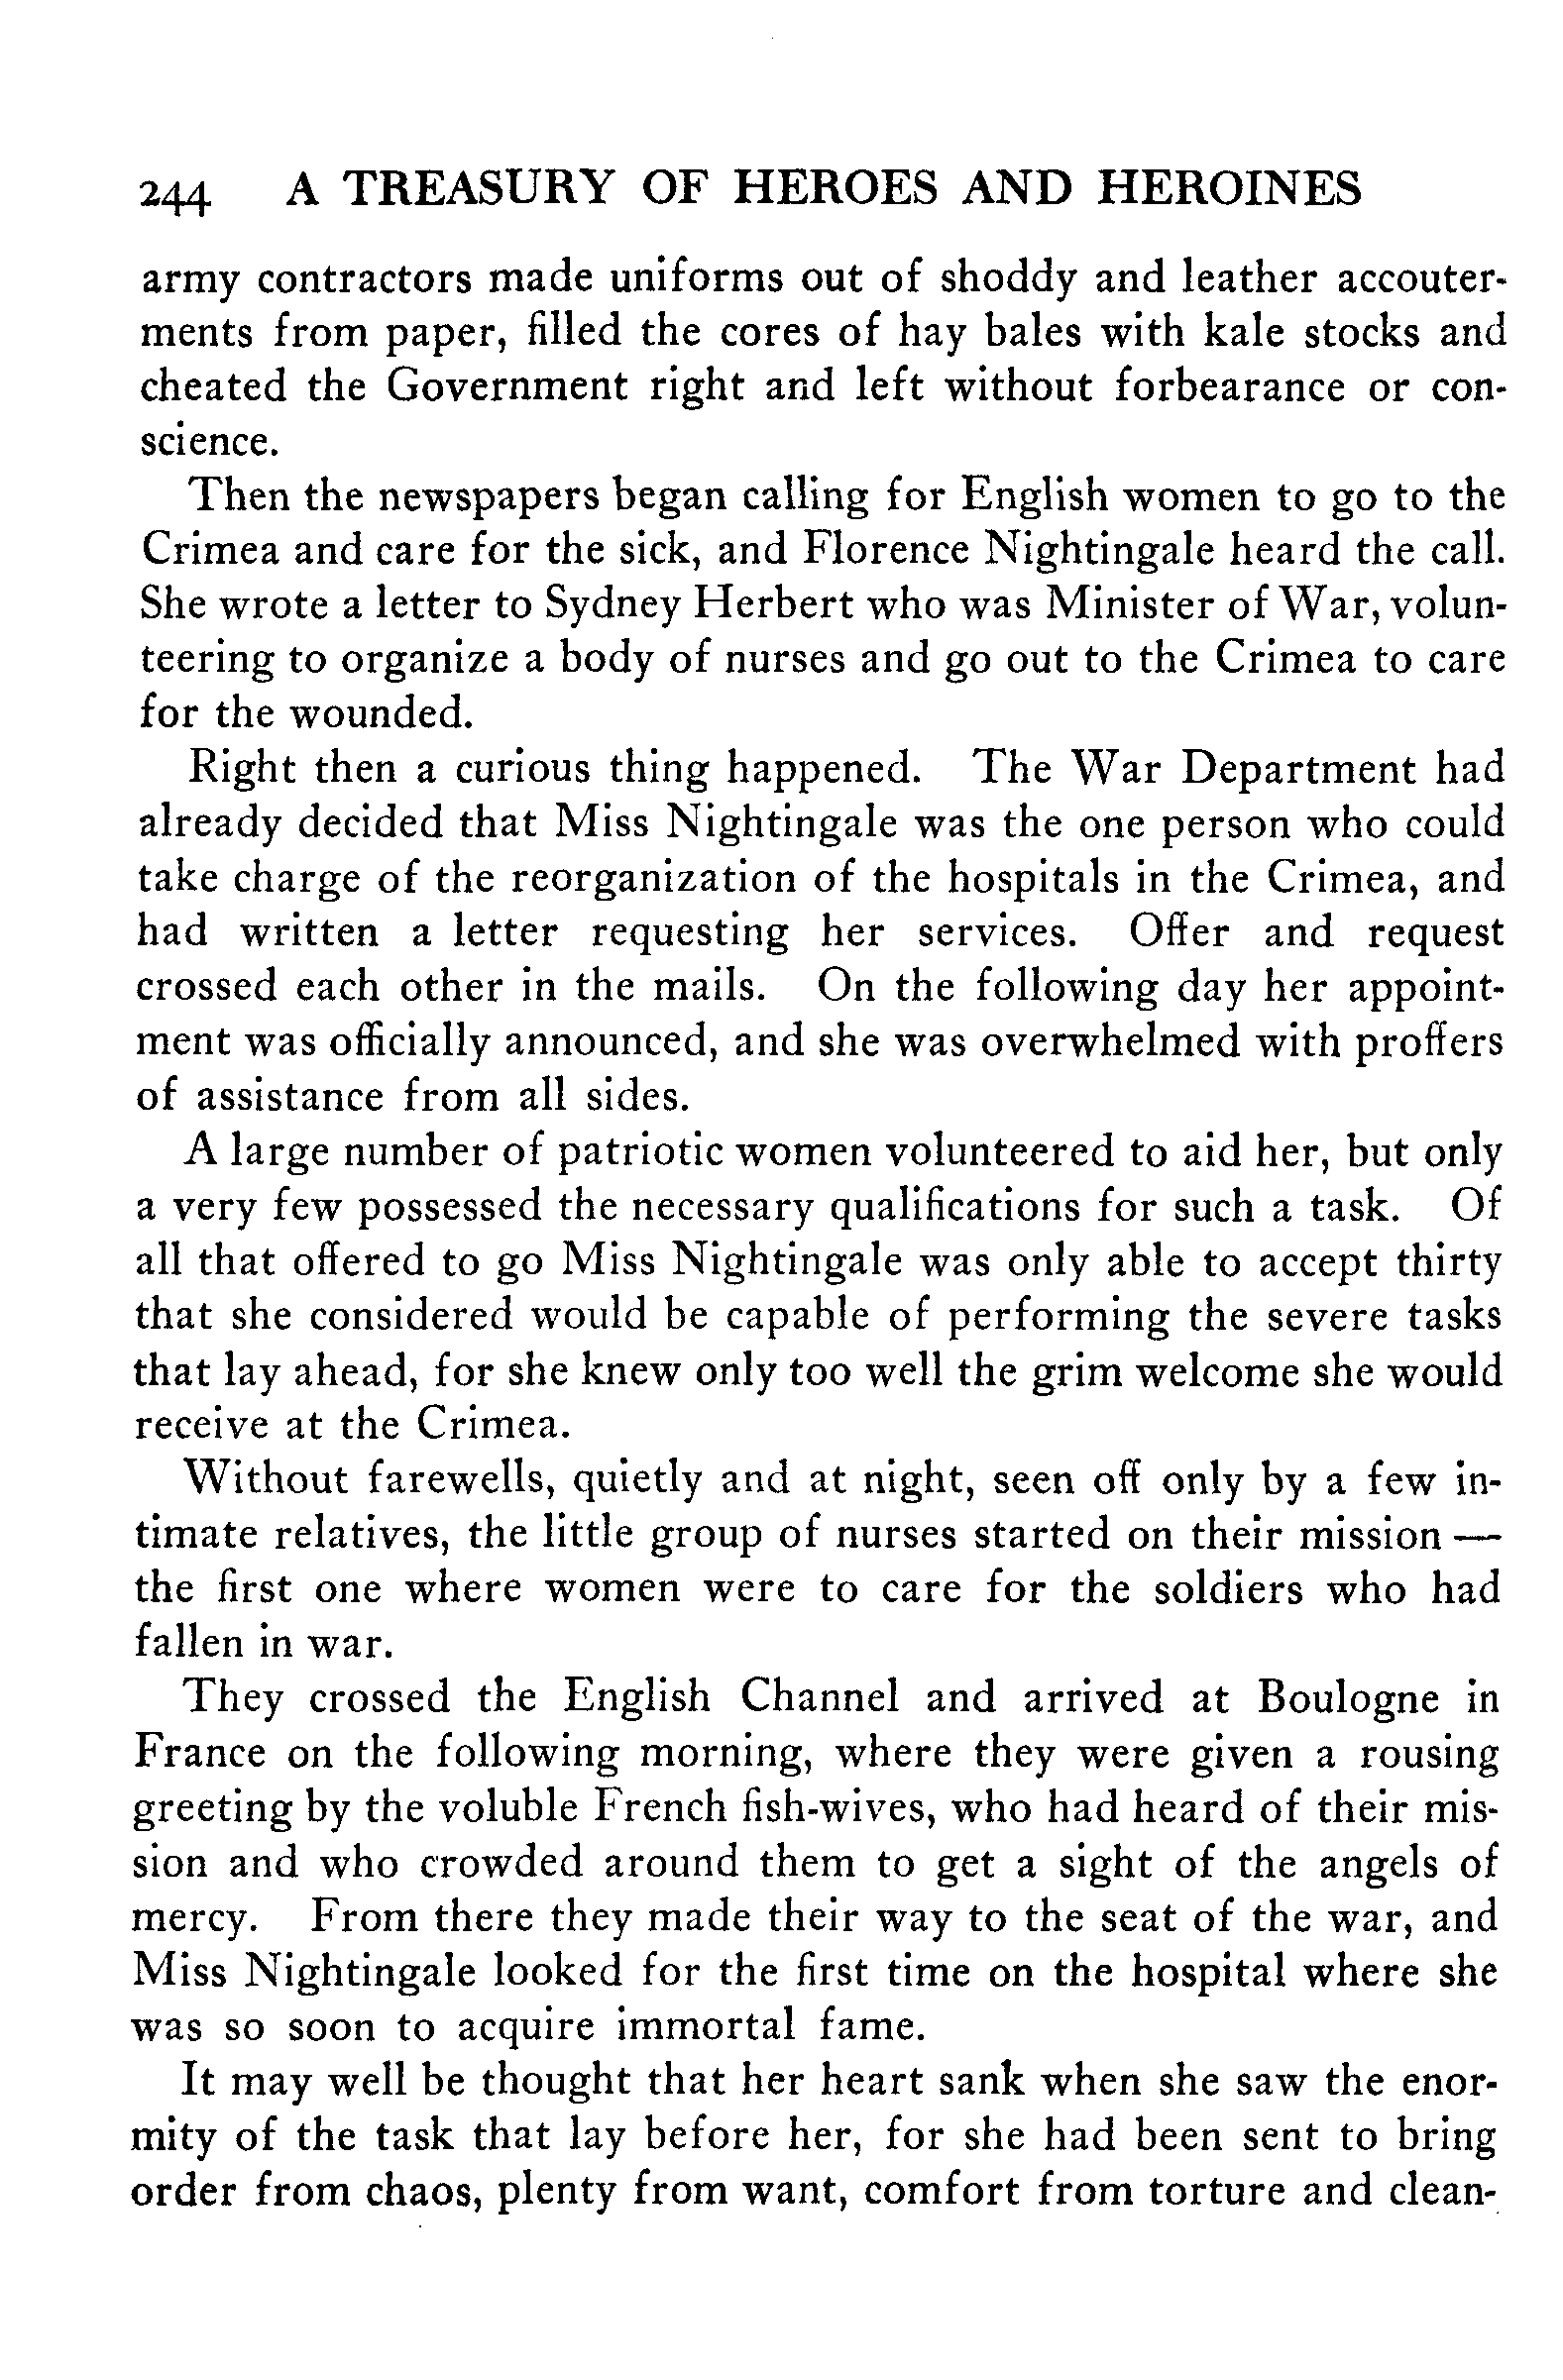 244 A TREASURY OF HEROES AND HEROINES
army contractors made uniforms out of shoddy and leather accouter-
ments from paper, filled the cores of hay bales with kale stocks and
cheated the Government right and left without forbearance or con-
science.
Then the newspapers began calling for English women to go to the
Crimea and care for the sick, and Florence Nightingale heard the call.
She wrote a letter to Sydney Herbert who was Minister of War, volun-
teering to organize a body of nurses and go out to the Crimea to care
for the wounded.
Right then a curious thing happened. The War Department had
already decided that Miss Nightingale was the one person who could
take charge of the reorganization of the hospitals in the Crimea, and
had written a letter requesting her services. Offer and request
crossed each other in the mails. On the following day her appoint-
ment was officially announced, and she was overwhelmed with proffers
of assistance from all sides.
A large number of patriotic women volunteered to aid her, but only
a very few possessed the necessary qualifications for such a task. Of
all that offered to go Miss Nightingale was only able to accept thirty
that she considered would be capable of performing the severe tasks
that lay ahead, for she knew only too well the grim welcome she would
receive at the Crimea.
Without farewells, quietly and at night, seen off only by a few in-
timate relatives, the little group of nurses started on their mission —
the first one where women were to care for the soldiers who had
fallen in war.
They crossed the English Channel and arrived at Boulogne in
France on the following morning, where they were given a rousing
greeting by the voluble French fish-wives, who had heard of their mis-
sion and who crowded around them to get a sight of the angels of
mercy. From there they made their way to the seat of the war, and
Miss Nightingale looked for the first time on the hospital where she
was so soon to acquire immortal fame.
It may well be thought that her heart sank when she saw the enor-
mity of the task that lay before her, for she had been sent to bring
order from chaos, plenty from want, comfort from torture and clean-